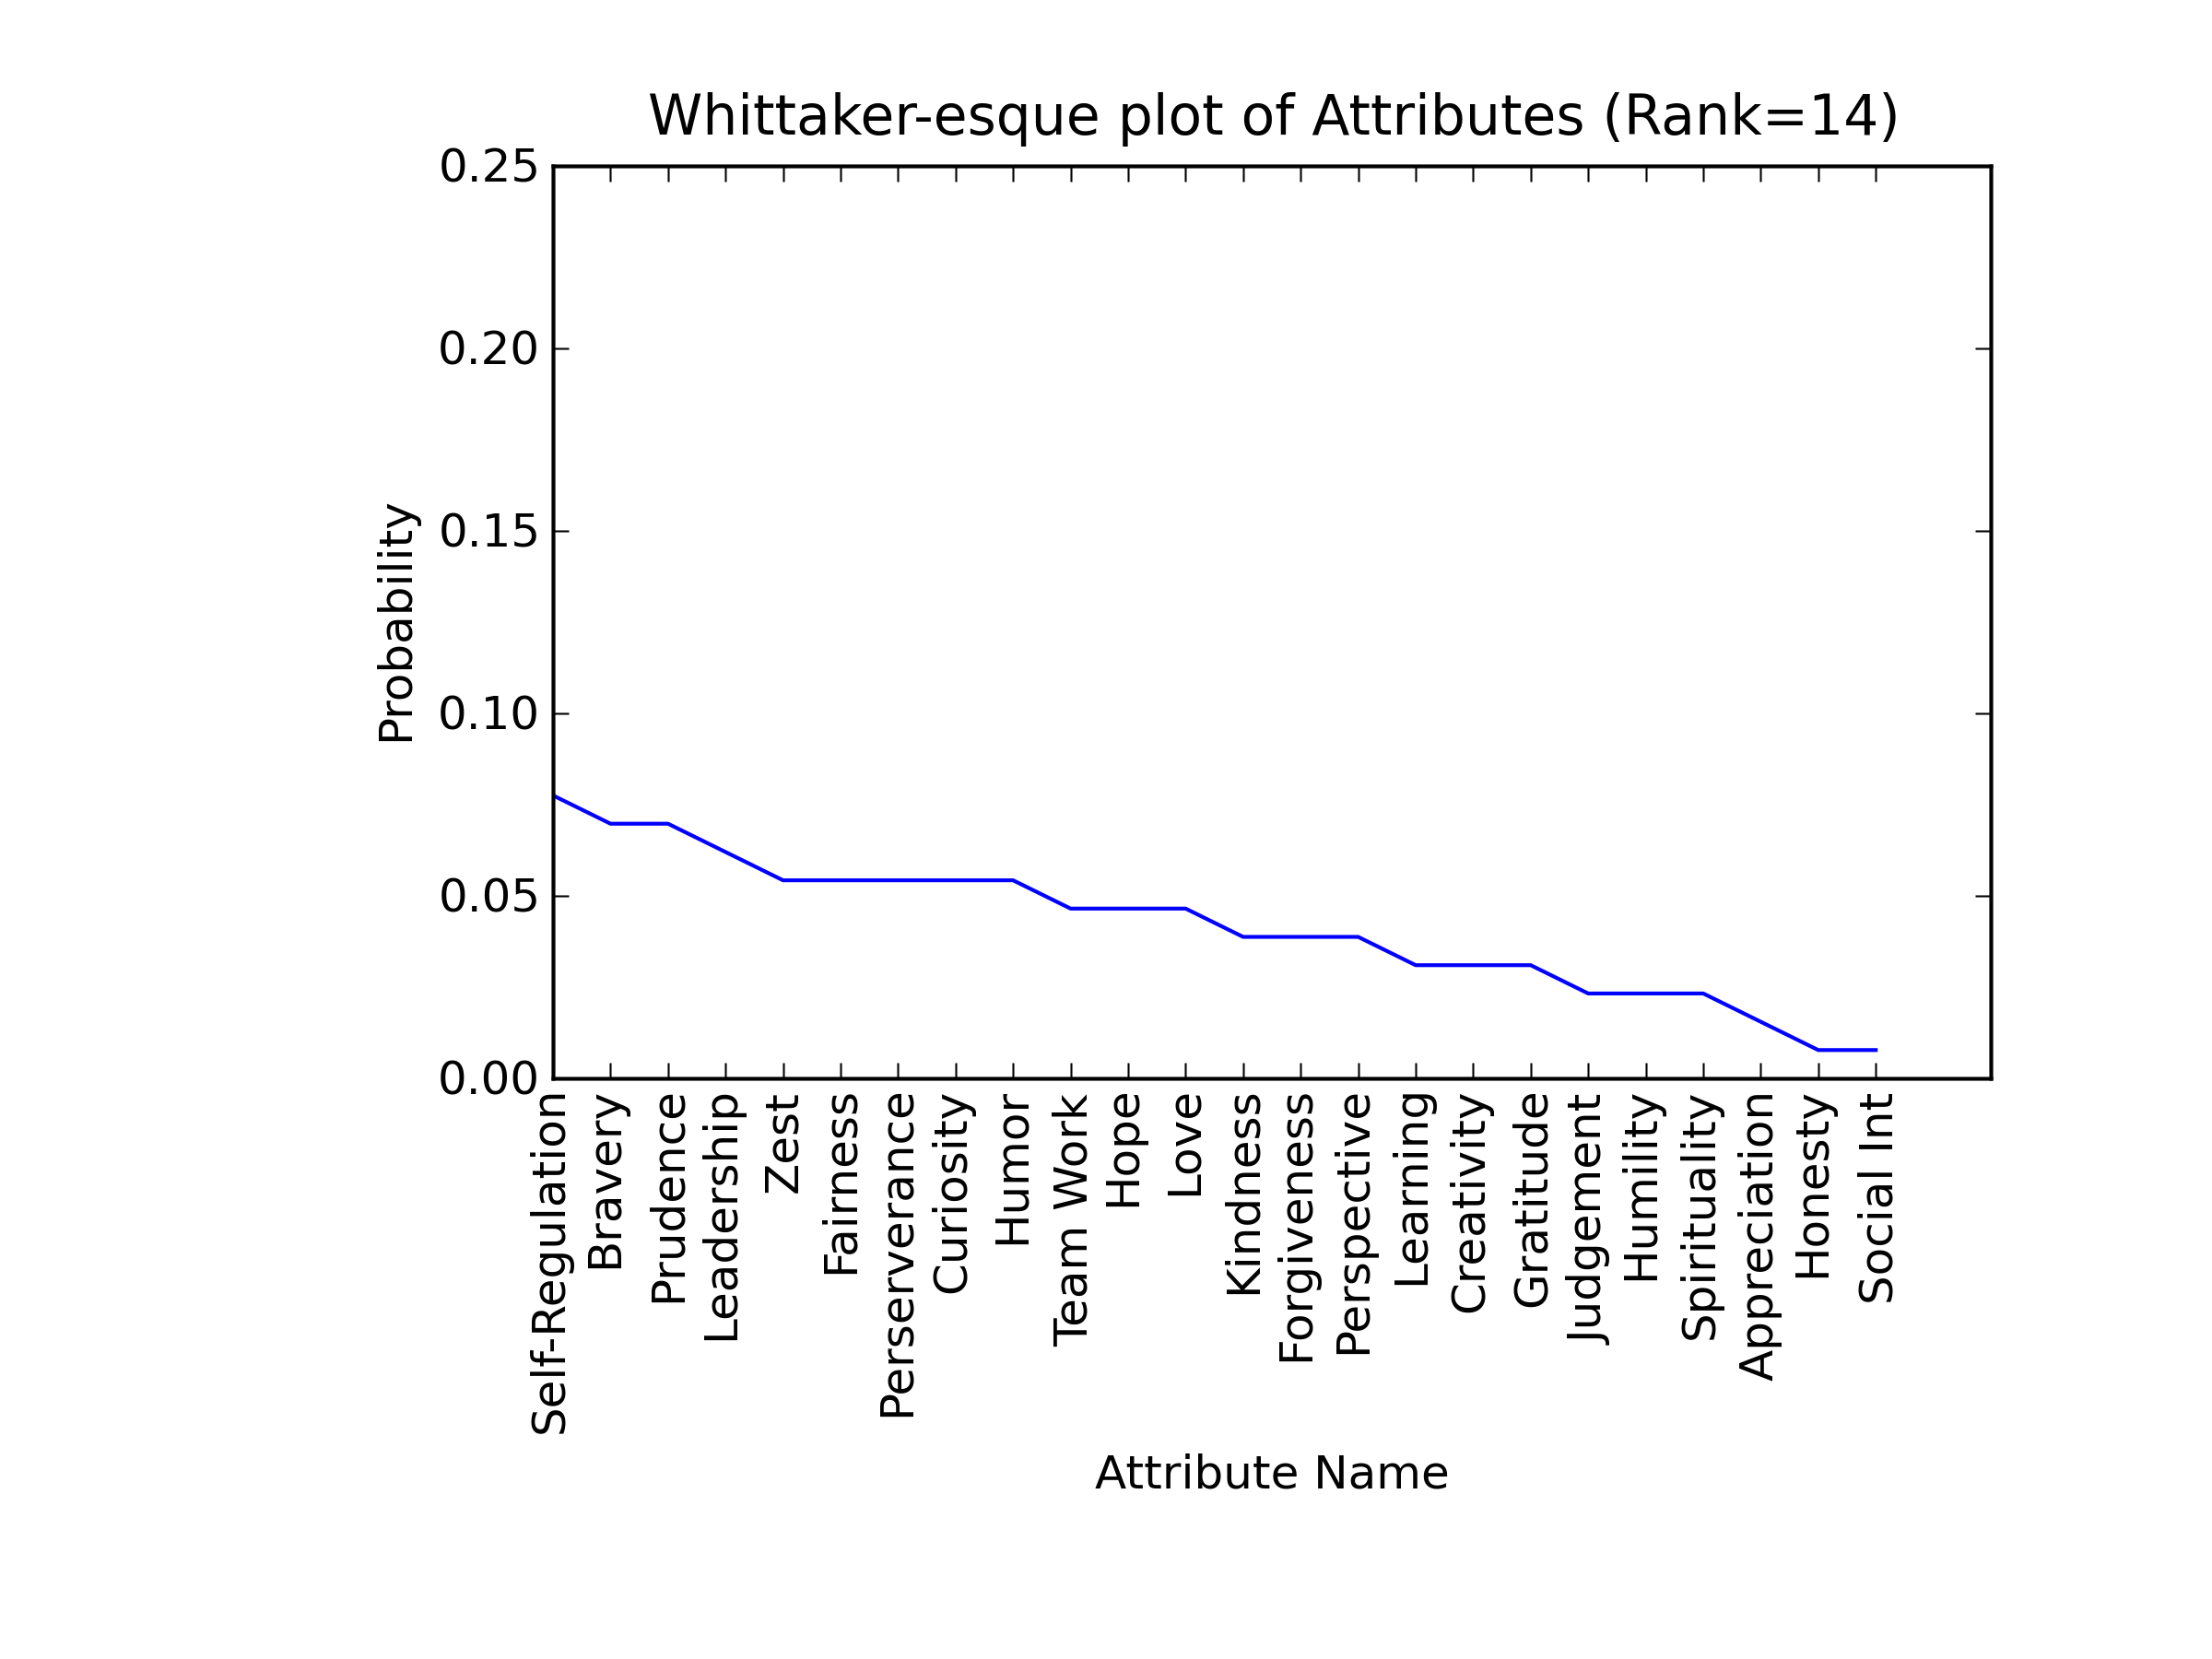 Whittaker-esque plot of Attributes (Rank=14)
0.25
0.20
0.15
0.10
0.05
0.00
Probability
Self-Regulation
Bravery
Prudence
Leadership
Zest
Fairness
Perserverance
Curiosity
Humor
Team Work
Hope
Love
Kindness
Forgiveness
Perspective
Learning
Creativity
Gratitude
Judgement
Humility
Spirituality
Appreciation
Honesty
Social Int
Attribute Name